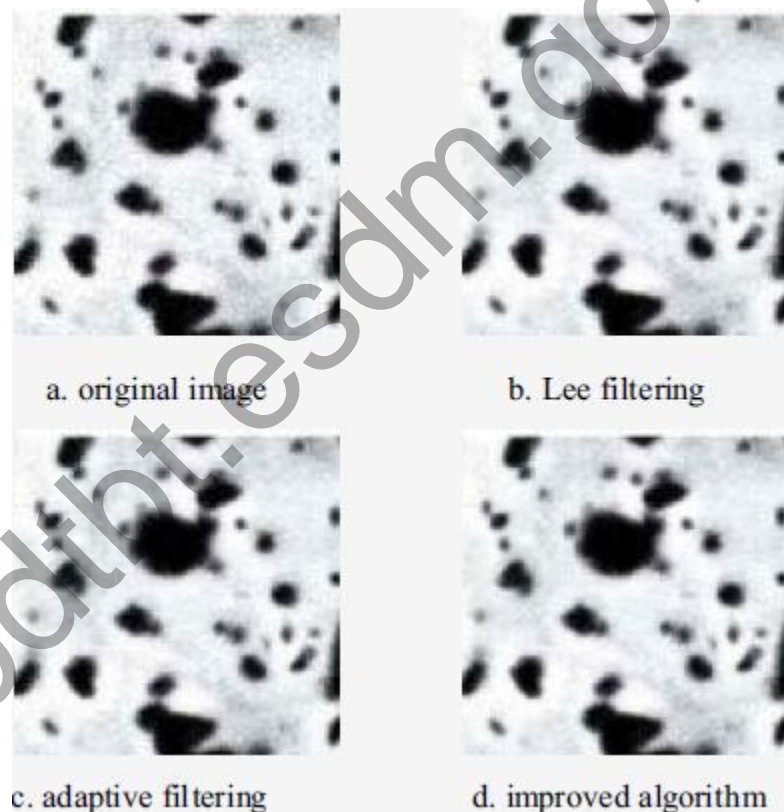 a. original image
b. Lee filtering
c. adaptive filtering
d. improved algorithm